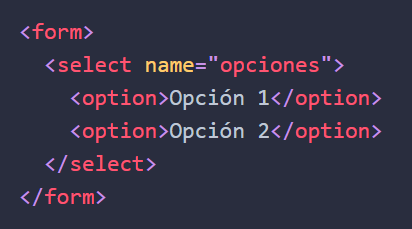 <form>
  <select name="opciones">
    <option>Opción 1</option>
    <option>Opción 2</option>
  </select>
</form>